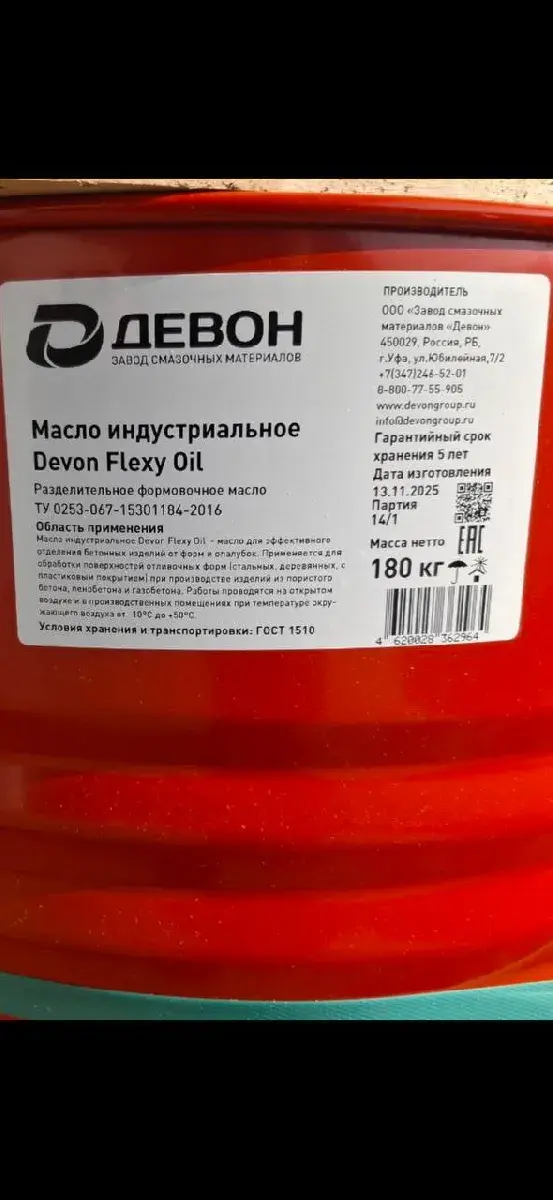 ДЕВОН
ЗАВОД СМАЗОЧНЫХ МАТЕРИАЛОВ
Масло индустриальное
Devon Flexy Oil
Разделительное формовочное масло
ТУ 0253-067-15301184-2016
Область применения
Масло индустриальное Devon Flexy Oil - масло для эффективного
отделения бетонных изделий от форм и опалубок. Применяется для
обработки поверхностей отливочных форм (стальных, деревянных, с
пластиковым покрытием) при производстве изделий из пористого
бетона, пенобетона и газобетона. Работы проводятся на открытом
воздухе и в производственных помещениях при температуре окру-
жающего воздуха от -10°С до +50°С.
Условия хранения и транспортировки: ГОСТ 1510
ПРОИЗВОДИТЕЛЬ
ООО «Завод смазочных
материалов «Девон»
450029, Россия, РБ,
г.Уфа, ул.Юбилейная,7/2
+7(347)246-52-01
8-800-77-55-905
www.devongroup.ru
info@devongroup.ru
Гарантийный срок
хранения 5 лет
Дата изготовления
13.11.2025
Партия
14/1
Масса нетто
180 кг
EAC
4 620028 362964